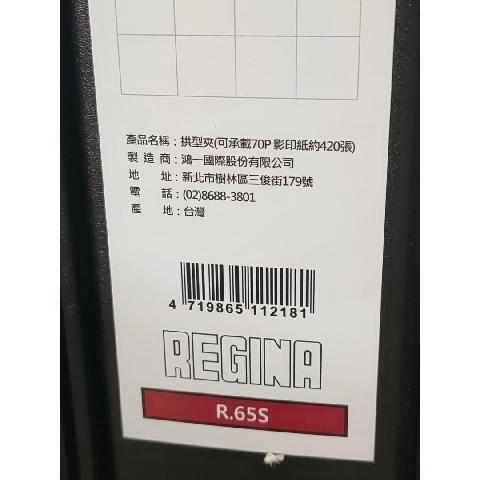 產品名稱：拱型夾(可承載70P 影印紙約420張)
製造商：鴻一國際股份有限公司
地址：新北市樹林區三俊街179號
電話：(02)8688-3801
產地：台灣
4 719865 112181
REGINA
R.65S